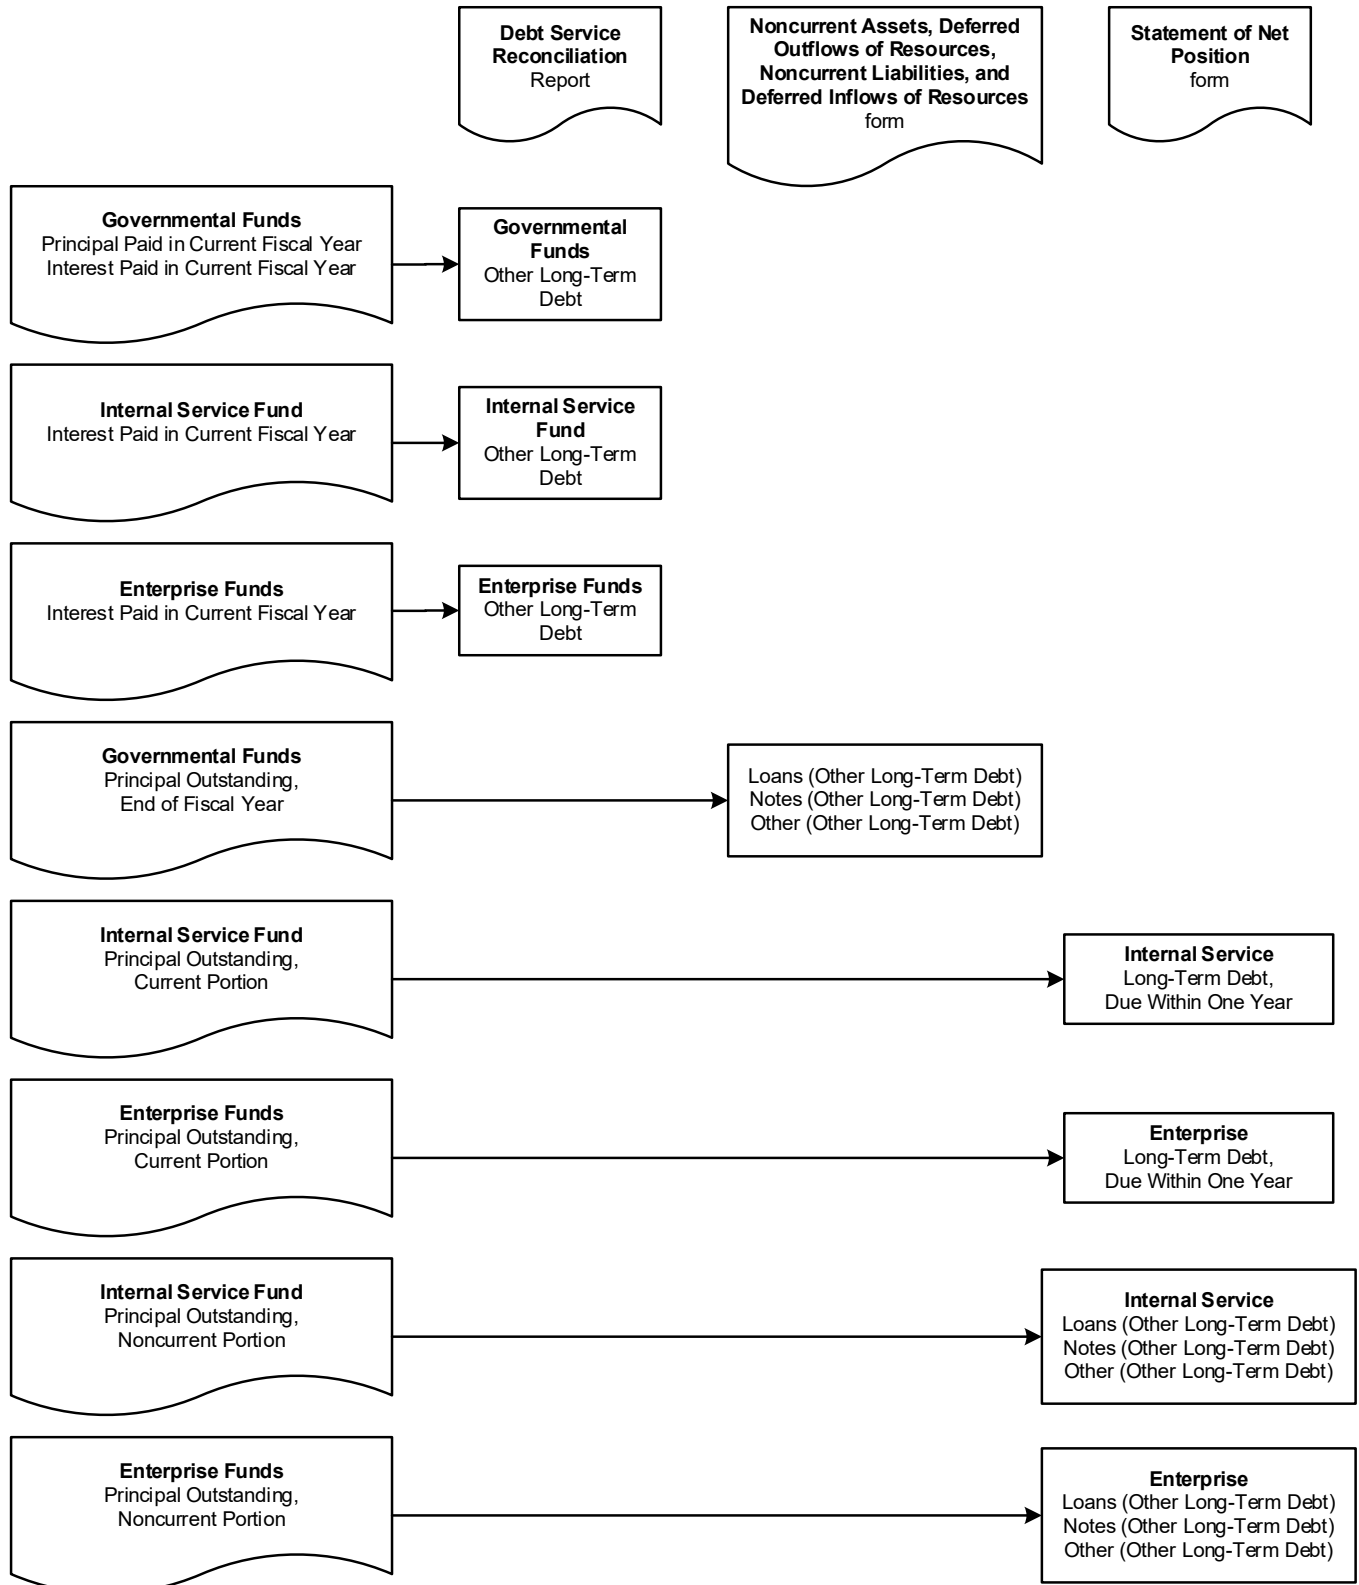 Debt Service
Reconciliation
Report
Noncurrent Assets, Deferred
Outflows of Resources,
Noncurrent Liabilities, and
Deferred Inflows of Resources
form
Statement of Net
Position
form
Governmental Funds
Principal Paid in Current Fiscal Year
Interest Paid in Current Fiscal Year
Governmental
Funds
Other Long-Term
Debt
Internal Service Fund
Interest Paid in Current Fiscal Year
Internal Service
Fund
Other Long-Term
Debt
Enterprise Funds
Interest Paid in Current Fiscal Year
Enterprise Funds
Other Long-Term
Debt
Governmental Funds
Principal Outstanding,
End of Fiscal Year
Loans (Other Long-Term Debt)
Notes (Other Long-Term Debt)
Other (Other Long-Term Debt)
Internal Service Fund
Principal Outstanding,
Current Portion
Internal Service
Long-Term Debt,
Due Within One Year
Enterprise Funds
Principal Outstanding,
Current Portion
Enterprise
Long-Term Debt,
Due Within One Year
Internal Service Fund
Principal Outstanding,
Noncurrent Portion
Internal Service
Loans (Other Long-Term Debt)
Notes (Other Long-Term Debt)
Other (Other Long-Term Debt)
Enterprise Funds
Principal Outstanding,
Noncurrent Portion
Enterprise
Loans (Other Long-Term Debt)
Notes (Other Long-Term Debt)
Other (Other Long-Term Debt)